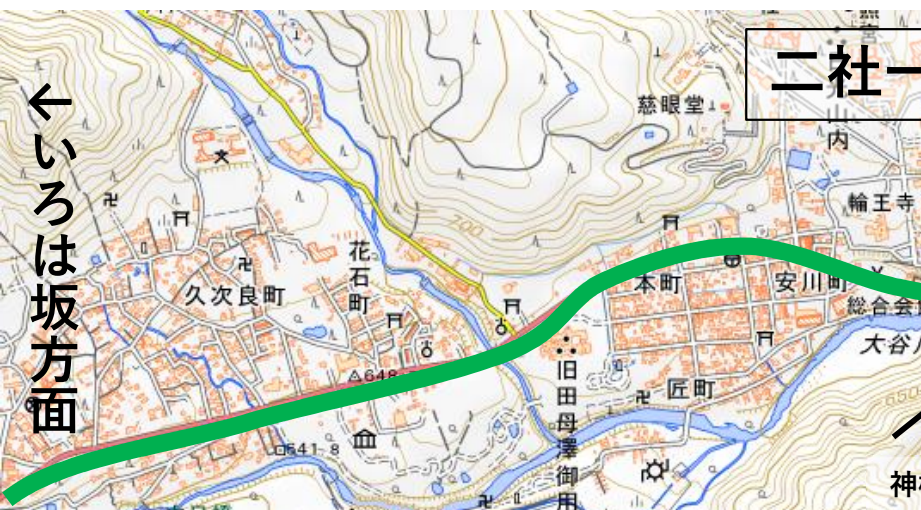 二社一
←いろは坂方面
慈眼堂
山内
輪王寺
700
花石町
久次良町
本町
安川町
総合会
大谷川
648
匠町
旧田母澤御用
641.8
650
神